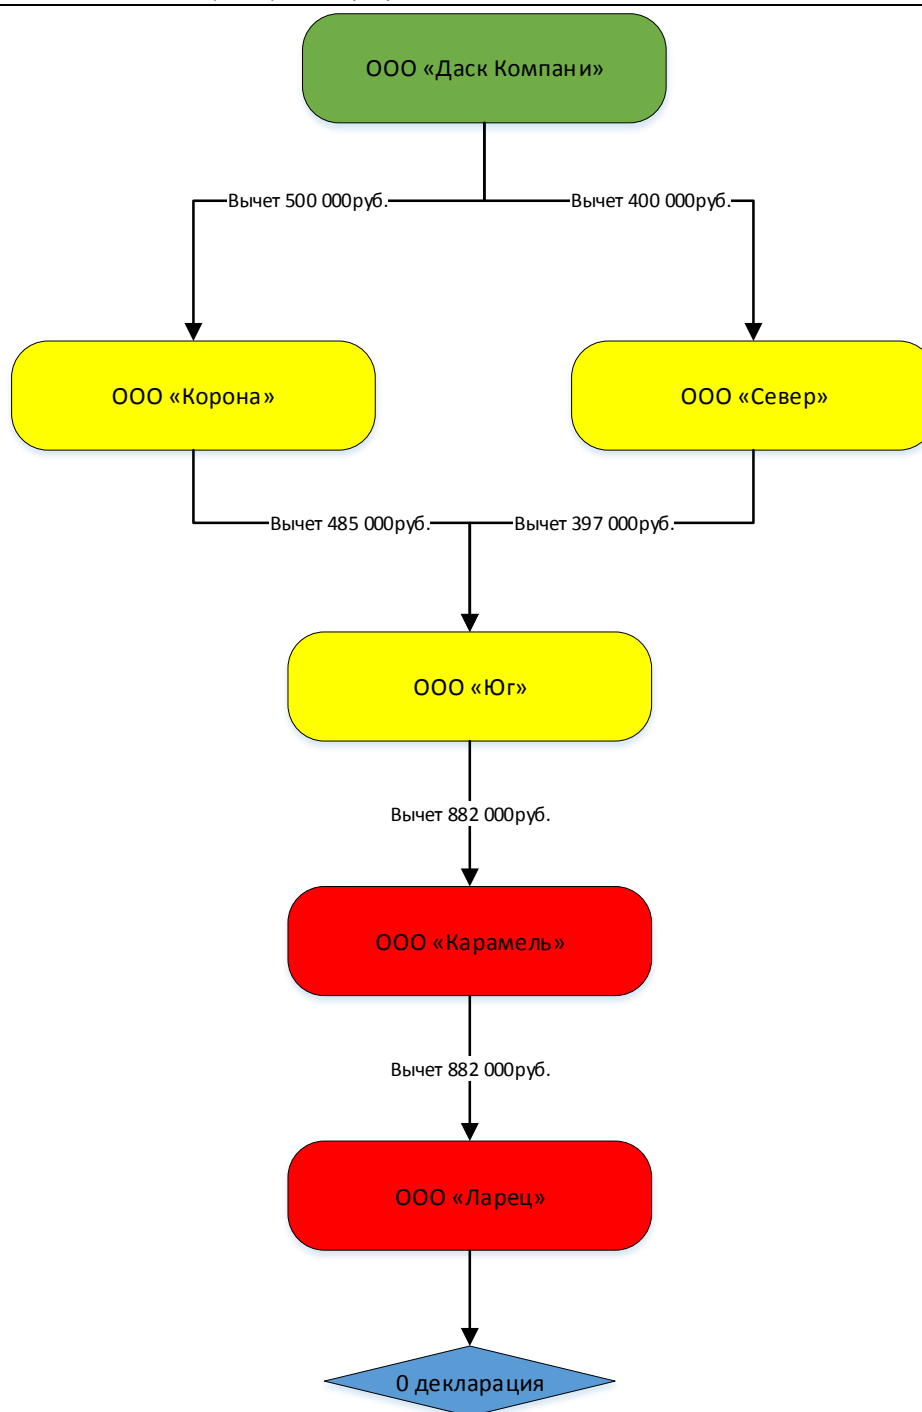 ООО «Даск Компани»
Вычет 500 000руб.
Вычет 400 000руб.
ООО «Корона»
ООО «Север»
Вычет 485 000руб.
Вычет 397 000руб.
ООО «Юг»
Вычет 882 000руб.
ООО «Карамель»
Вычет 882 000руб.
ООО «Ларец»
0 декларация